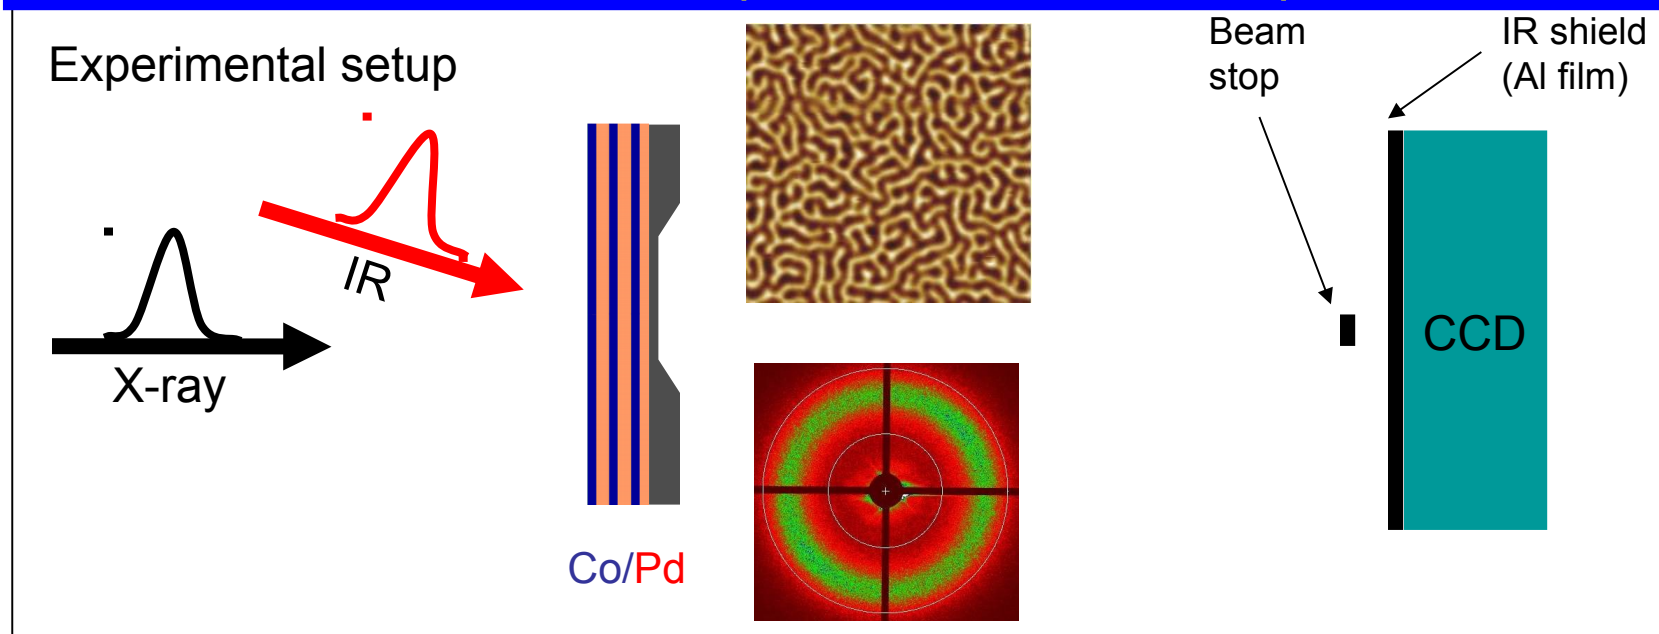 Experimental setup
Beam
stop
IR shield
(Al film)
IR
X-ray
CCD
Co/Pd